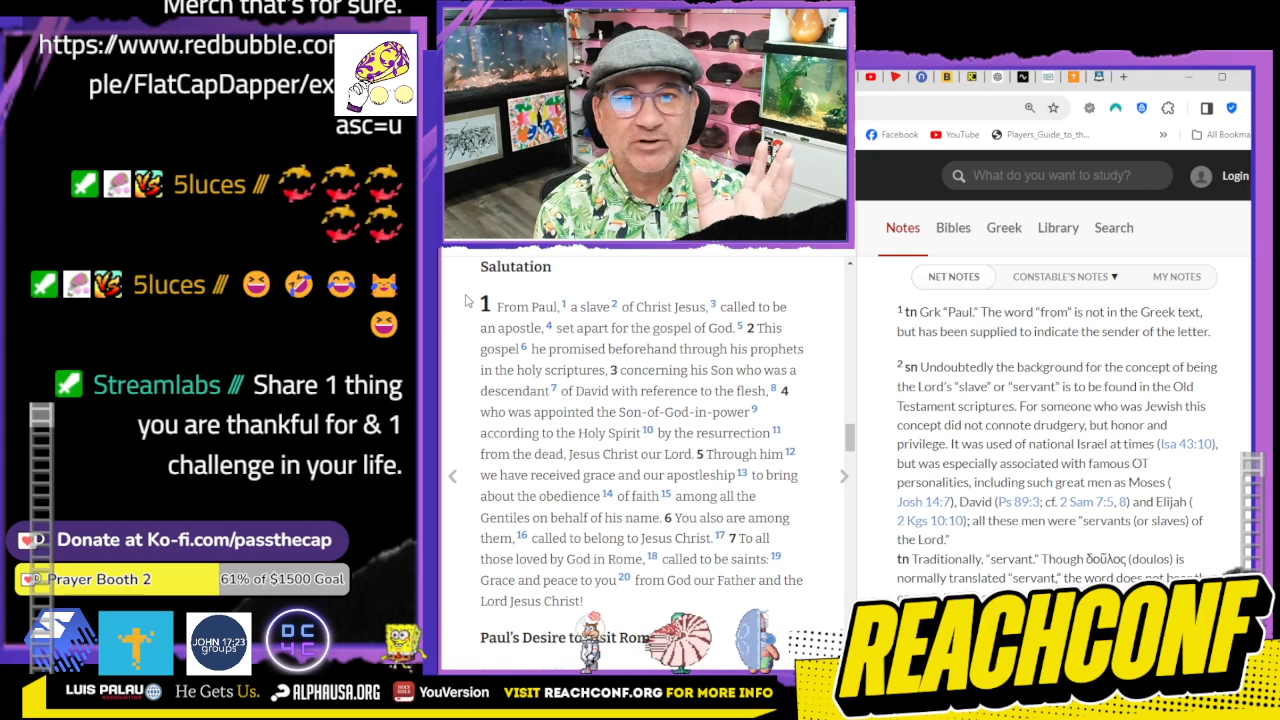 Merch that's for sure.
https://www.redbubble.com
ple/FlatCapDapper/ex
asc=u
5luces ///
5luces ///
Streamlabs /// Share 1 thing
you are thankful for & 1
challenge in your life.
Donate at Ko-fi.com/passthecap
Prayer Booth 2 61% of $1500 Goal
JOHN 17:23
groups
DC
4C
Salutation
1 From Paul, 1 a slave 2 of Christ Jesus, 3 called to be
an apostle, 4 set apart for the gospel of God. 5 2 This
gospel 6 he promised beforehand through his prophets
in the holy scriptures, 3 concerning his Son who was a
descendant 7 of David with reference to the flesh, 8 4
who was appointed the Son-of-God-in-power 9
according to the Holy Spirit 10 by the resurrection 11
from the dead, Jesus Christ our Lord. 5 Through him 12
we have received grace and our apostleship 13 to bring
about the obedience 14 of faith 15 among all the
Gentiles on behalf of his name. 6 You also are among
them, 16 called to belong to Jesus Christ. 17 7 To all
those loved by God in Rome, 18 called to be saints: 19
Grace and peace to you 20 from God our Father and the
Lord Jesus Christ!
Paul's Desire to Visit Rom
Facebook YouTube Players_Guide_to_th... » All Bookma
What do you want to study? Login
Notes Bibles Greek Library Search
NET NOTES CONSTABLE'S NOTES ▼ MY NOTES
1 tn Grk “Paul.” The word “from” is not in the Greek text,
but has been supplied to indicate the sender of the letter.
2 sn Undoubtedly the background for the concept of being
the Lord's “slave” or “servant” is to be found in the Old
Testament scriptures. For someone who was Jewish this
concept did not connote drudgery, but honor and
privilege. It was used of national Israel at times (Isa 43:10),
but was especially associated with famous OT
personalities, including such great men as Moses (
Josh 14:7), David (Ps 89:3; cf. 2 Sam 7:5, 8) and Elijah (
2 Kgs 10:10); all these men were “servants (or slaves) of
the Lord.”
tn Traditionally, “servant.” Though δοῦλος (doulos) is
normally translated “servant,” the word does not
REACHCONF
LUIS PALAU ASSOCIATION He Gets Us. ALPHAUSA.ORG HOLY BIBLE YouVersion VISIT REACHCONF.ORG FOR MORE INFO